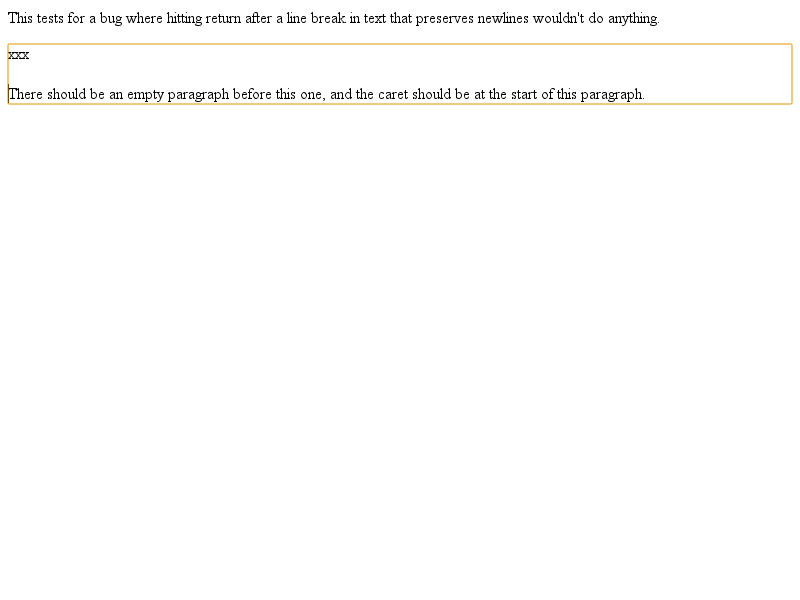 This tests for a bug where hitting return after a line break in text that preserves newlines wouldn't do anything.
xxx
There should be an empty paragraph before this one, and the caret should be at the start of this paragraph.